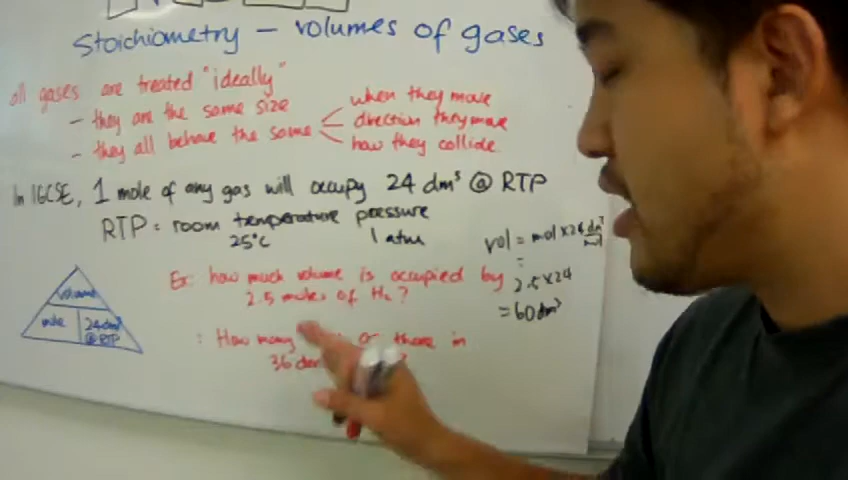 Stoichiometry - volumes of gases
all gases are treated "ideally"
- they are the same size
- they all behave the same
when they move
direction they move
how they collide
In IGCSE, 1 mole of any gas will occupy 24 dm³ @ RTP
RTP = room temperature pressure
25°C 1 atm
vol = mol x 24 dm³/mol
= 2.5 x 24
= 60 dm³
volume
mole 24dm³ @RTP
Ex: how much volume is occupied by
2.5 moles of H₂?
: How many or there in
36 ?